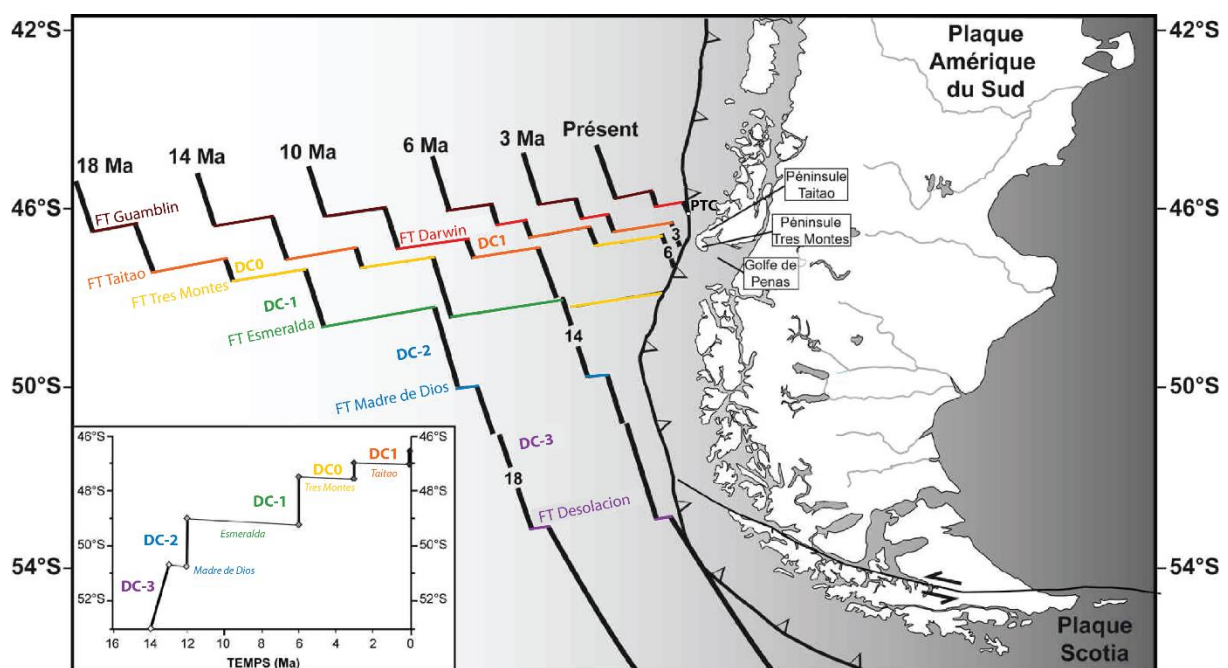 42°S
42°S
Plaque
Amérique
du Sud
Présent
3 Ma
6 Ma
10 Ma
14 Ma
18 Ma
Péninsule
Taitao
PTC
46°S
46°S
FT Guamblin
FT Darwin
DC1
3
6
Péninsule
Tres Montes
FT Taitao
DC0
FT Tres Montes
Golfe de
Penas
DC-1
FT Esmeralda
14
DC-2
50°S
50°S
FT Madre de Dios
DC-3
18
FT Desolacion
54°S
54°S
Plaque
Scotia
46°S
46°S
DC1
Taitao
DC0
Tres Montes
48°S
48°S
DC-1
Esmeralda
50°S
50°S
DC-2
Madre de Dios
DC-3
52°S
52°S
16
14
12
10
8
6
4
2
0
TEMPS (Ma)